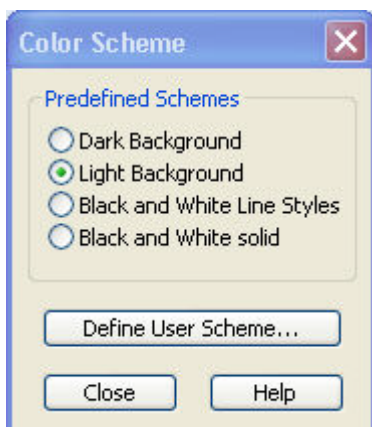 Color Scheme
Predefined Schemes
Dark Background
Light Background
Black and White Line Styles
Black and White solid
Define User Scheme...
Close Help